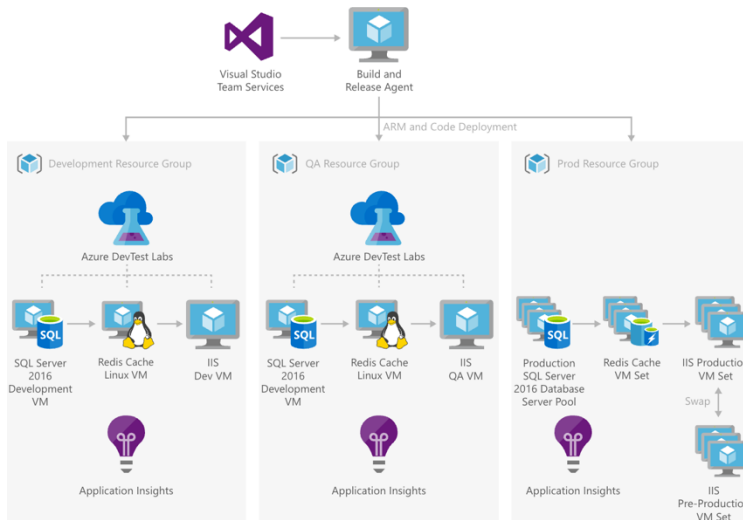 Visual Studio
Team Services
Build and
Release Agent
ARM and Code Deployment
Development Resource Group
QA Resource Group
Prod Resource Group
Azure DevTest Labs
Azure DevTest Labs
SQL
SQL
SQL
SQL Server
2016
Development
VM
Redis Cache
Linux VM
IIS
Dev VM
SQL Server
2016
Development
VM
Redis Cache
Linux VM
IIS
QA VM
Production
SQL Server
2016 Database
Server Pool
Redis Cache
VM Set
IIS Production
VM Set
Swap
Application Insights
Application Insights
Application Insights
IIS
Pre-Production
VM Set